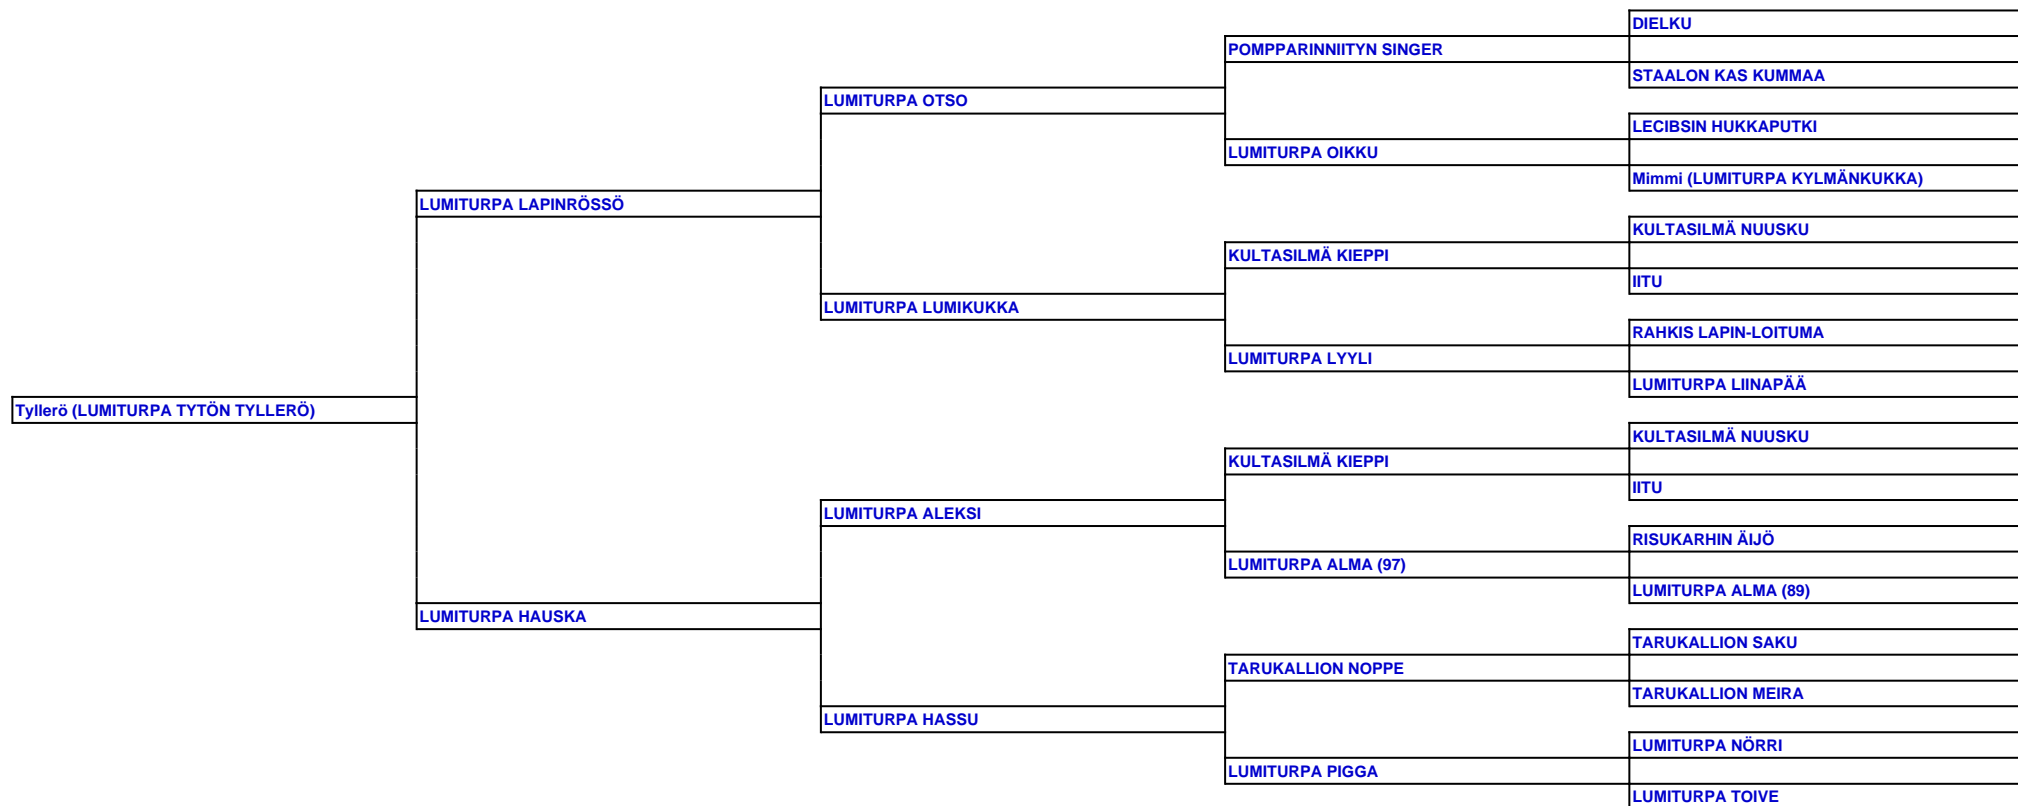 DIELKU
POMPPARINNIITYN SINGER
STAALON KAS KUMMAA
LUMITURPA OTSO
LECIBSIN HUKKAPUTKI
LUMITURPA OIKKU
Mimmi (LUMITURPA KYLMÄNKUKKA)
LUMITURPA LAPINRÖSSÖ
KULTASILMÄ NUUSKU
KULTASILMÄ KIEPPI
IITU
LUMITURPA LUMIKUKKA
RAHKIS LAPIN-LOITUMA
LUMITURPA LYYLI
LUMITURPA LIINAPÄÄ
Tyllerö (LUMITURPA TYTÖN TYLLERÖ)
KULTASILMÄ NUUSKU
KULTASILMÄ KIEPPI
IITU
LUMITURPA ALEKSI
RISUKARHIN ÄIJÖ
LUMITURPA ALMA (97)
LUMITURPA ALMA (89)
LUMITURPA HAUSKA
TARUKALLION SAKU
TARUKALLION NOPPE
TARUKALLION MEIRA
LUMITURPA HASSU
LUMITURPA NÖRRI
LUMITURPA PIGGA
LUMITURPA TOIVE